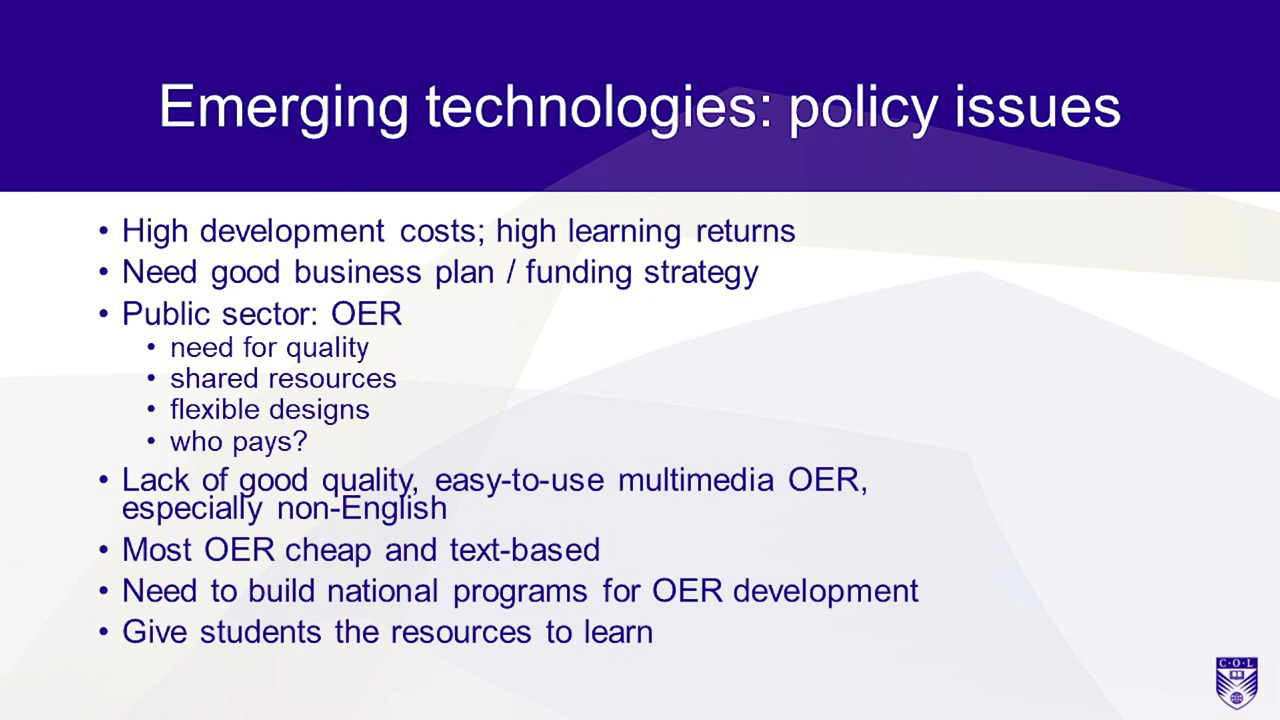 Emerging technologies: policy issues
• High development costs; high learning returns
• Need good business plan / funding strategy
• Public sector: OER
• need for quality
• shared resources
• flexible designs
• who pays?
• Lack of good quality, easy-to-use multimedia OER,
especially non-English
• Most OER cheap and text-based
• Need to build national programs for OER development
• Give students the resources to learn
C·O·L